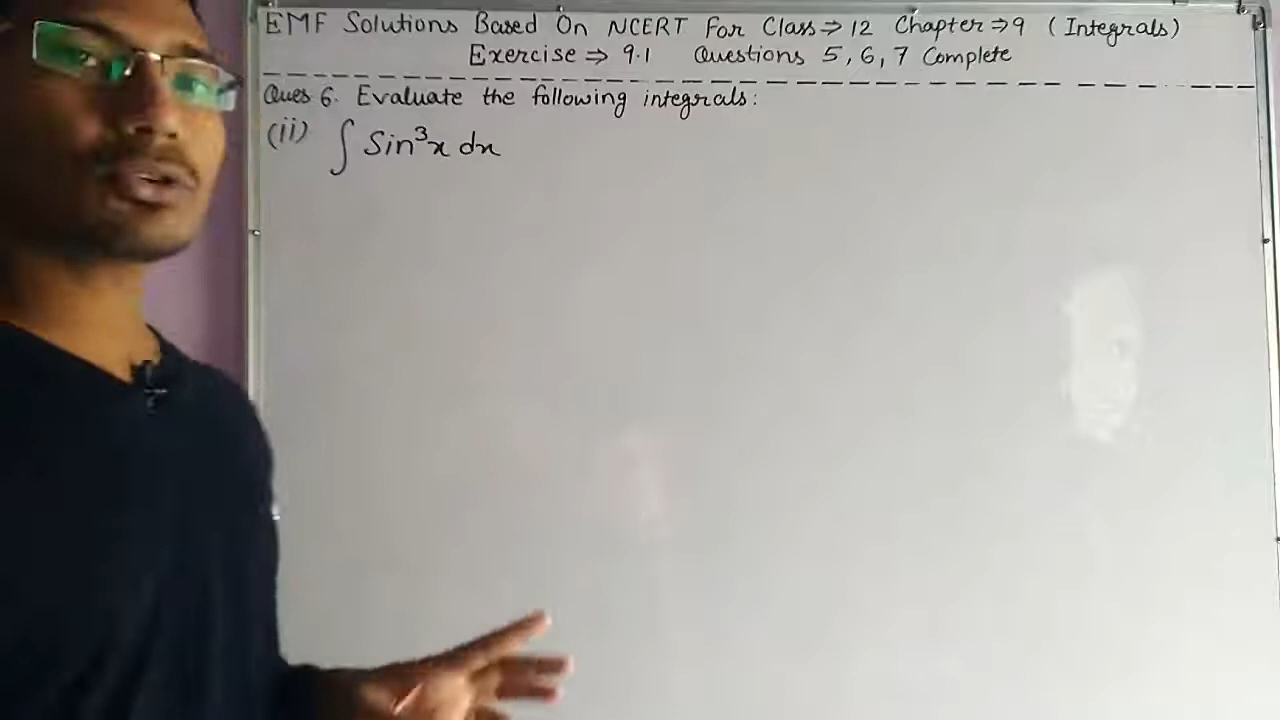 EMF Solutions Based On NCERT For Class⇒12 Chapter⇒9 (Integrals)
Exercise ⇒ 9.1 Questions 5, 6, 7 Complete
Ques 6. Evaluate the following integrals:
(ii) ∫ Sin³x dx